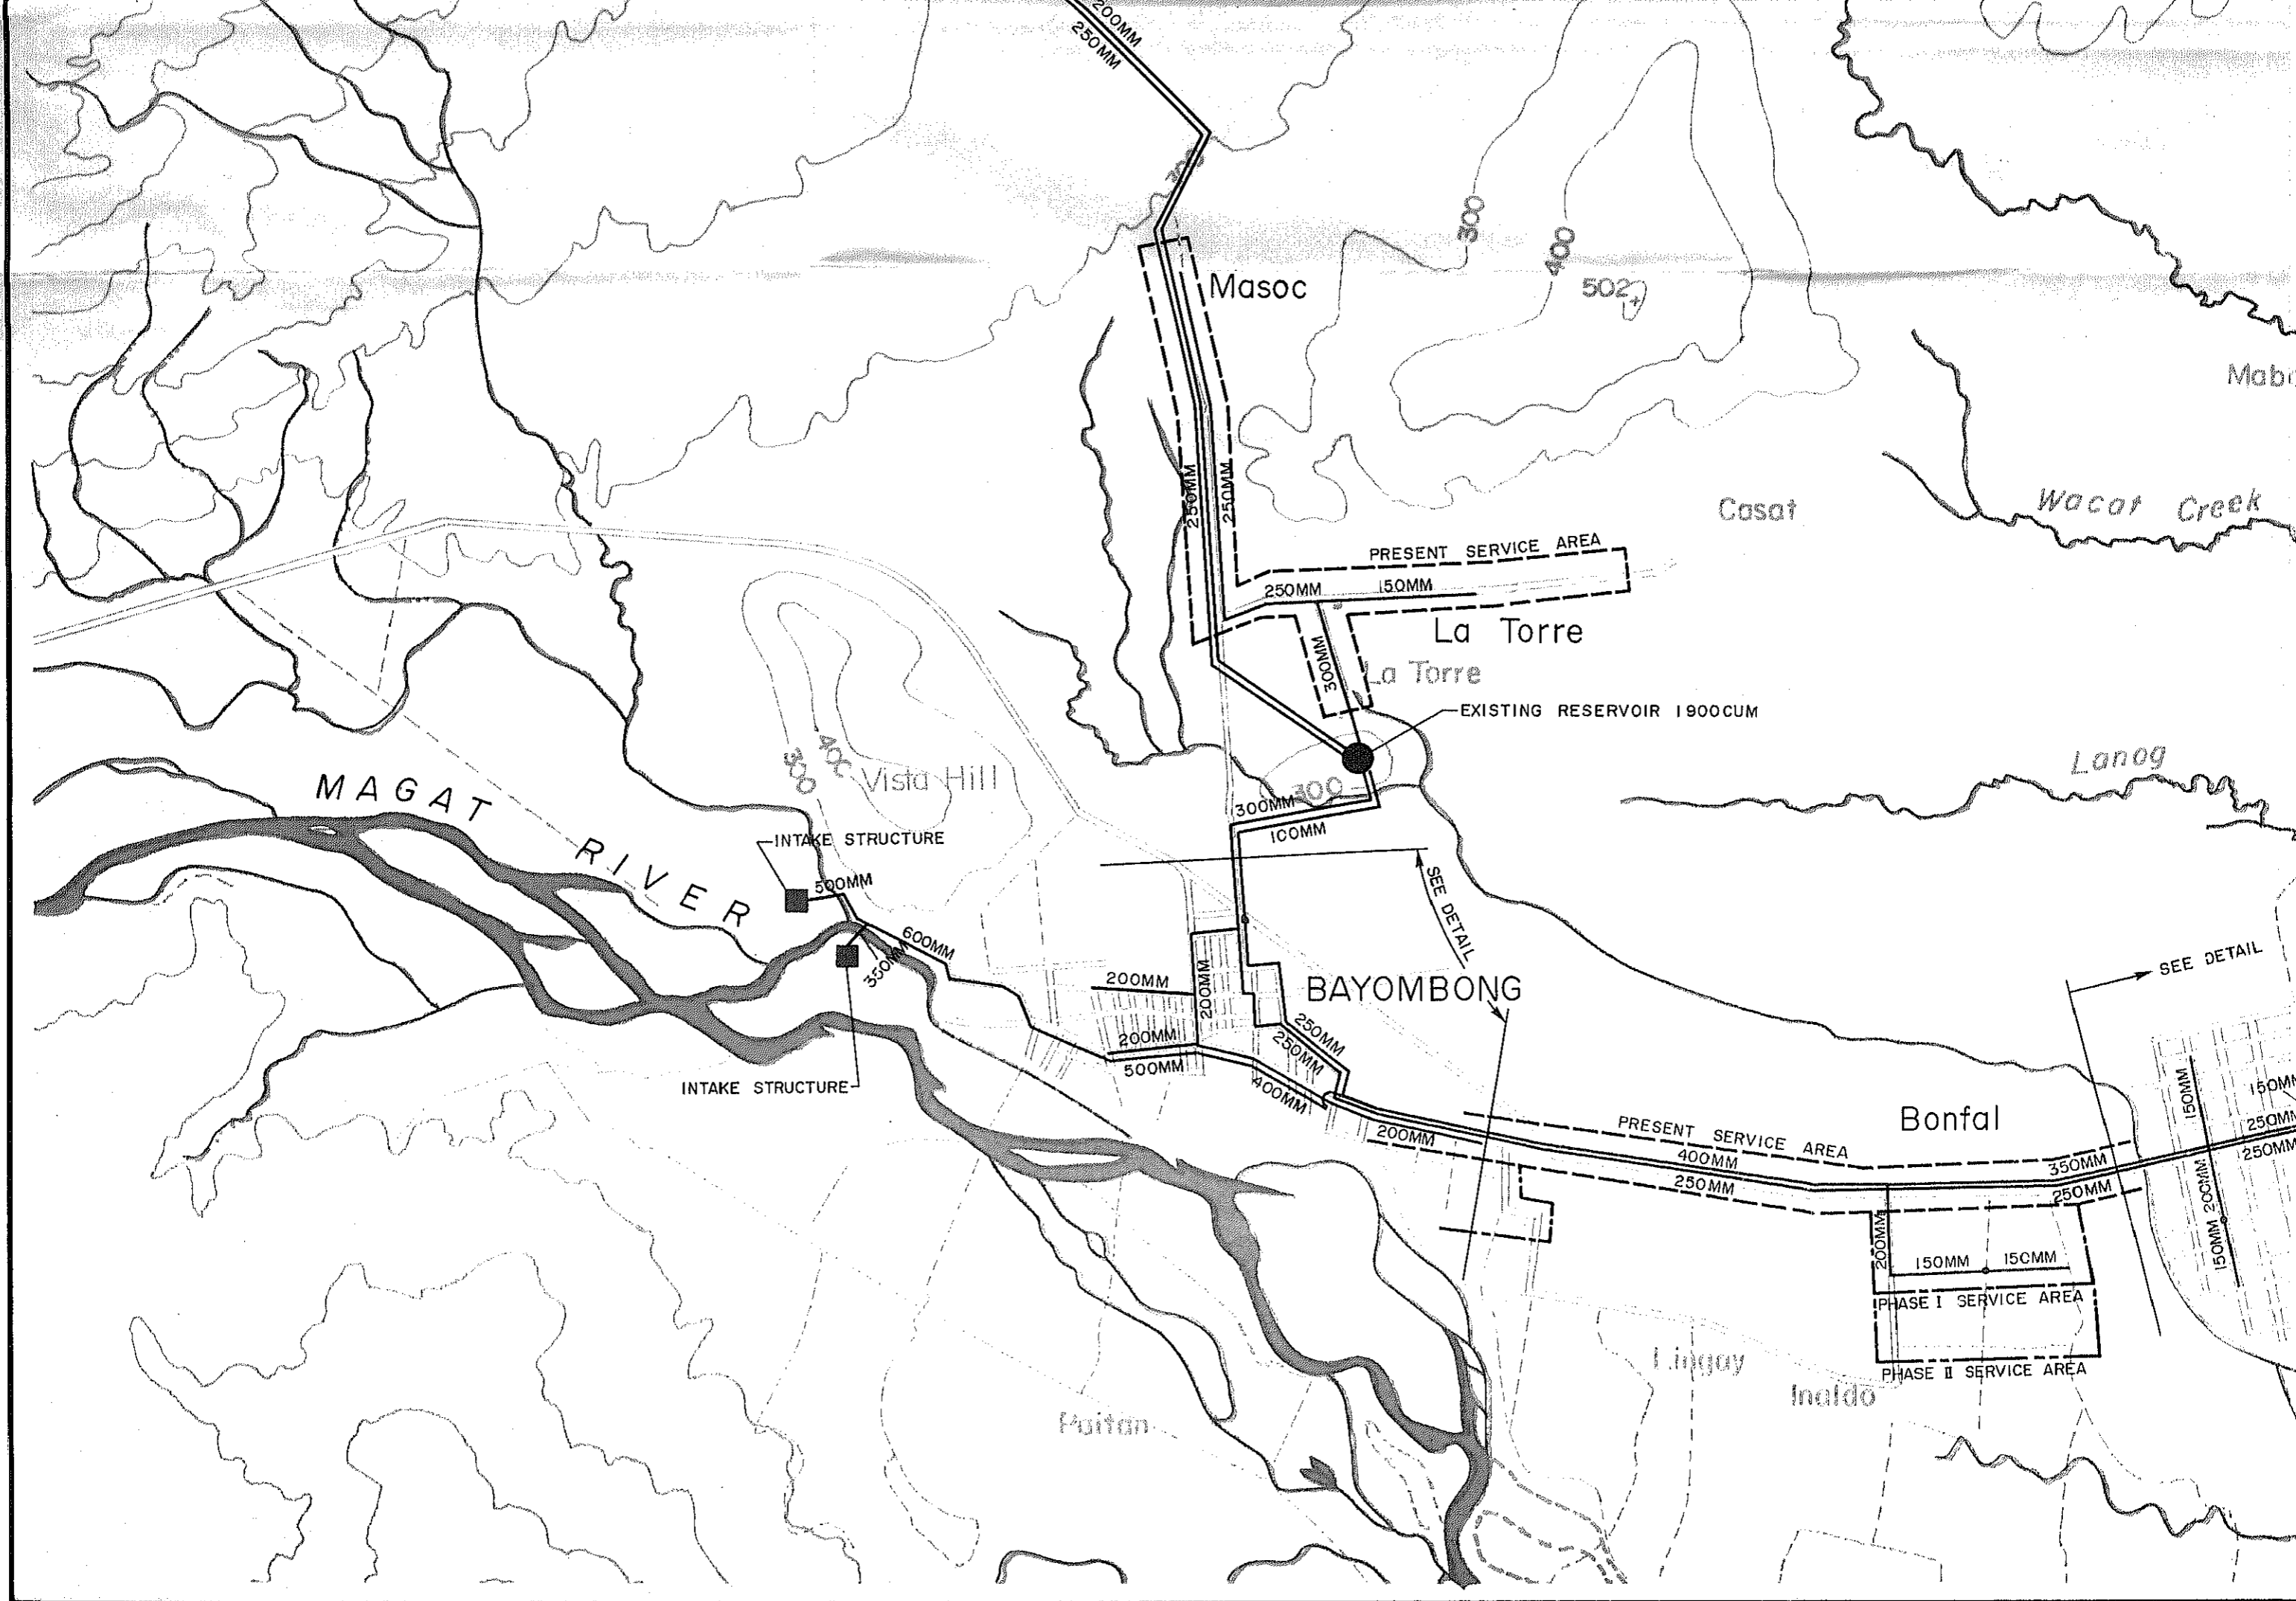 200MM
250MM
300
400
502
Masoc
Casat
Wacat Creek
250MM
250MM
PRESENT SERVICE AREA
250MM
150MM
La Torre
300MM
La Torre
EXISTING RESERVOIR 1900CUM
Lanog
MAGAT RIVER
300
400
Vista Hill
300MM
300
100MM
INTAKE STRUCTURE
500MM
SEE DETAIL
600MM
350MM
SEE DETAIL
200MM
200MM
BAYOMBONG
250MM
250MM
200MM
500MM
400MM
INTAKE STRUCTURE
150MM
150MM
Bonfal
PRESENT SERVICE AREA
200MM
400MM
350MM
250MM
250MM
250MM
250MM
200MM
150MM
200MM
150MM
150MM
PHASE I SERVICE AREA
PHASE II SERVICE AREA
Lingay
Inaldo
Paitan